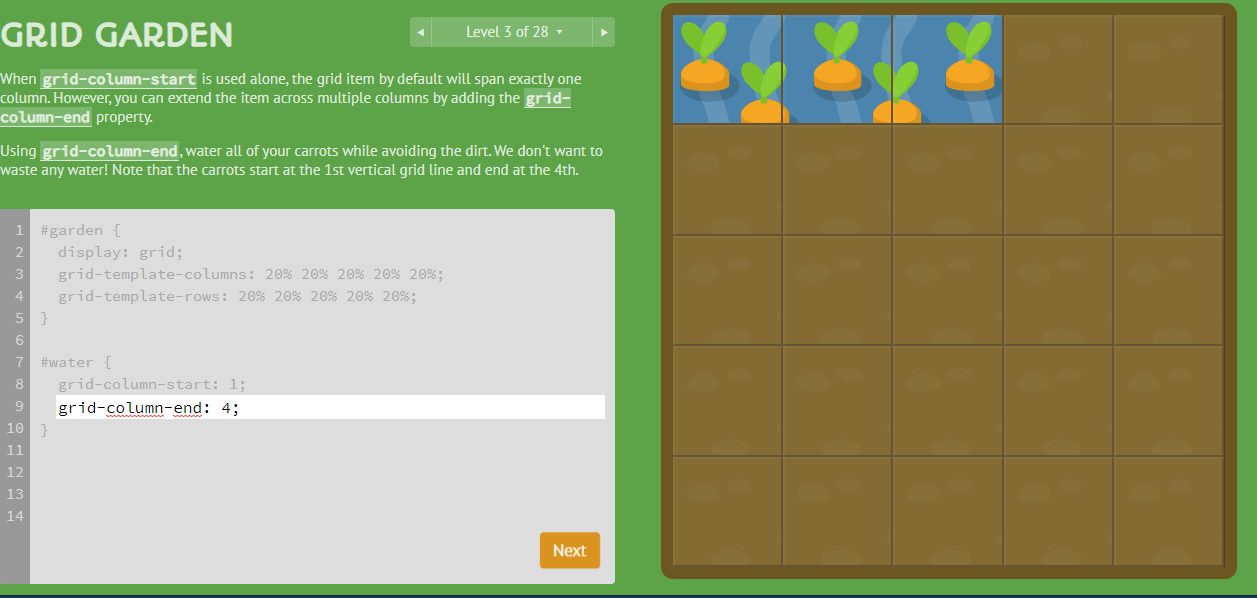 GRID GARDEN
◀ Level 3 of 28 ▾ ▶
When grid-column-start is used alone, the grid item by default will span exactly one
column. However, you can extend the item across multiple columns by adding the grid-
column-end property.
Using grid-column-end, water all of your carrots while avoiding the dirt. We don't want to
waste any water! Note that the carrots start at the 1st vertical grid line and end at the 4th.
1 #garden {
2 display: grid;
3 grid-template-columns: 20% 20% 20% 20% 20%;
4 grid-template-rows: 20% 20% 20% 20% 20%;
5 }
6
7 #water {
8 grid-column-start: 1;
9 grid-column-end: 4;
10 }
11
12
13
14
Next